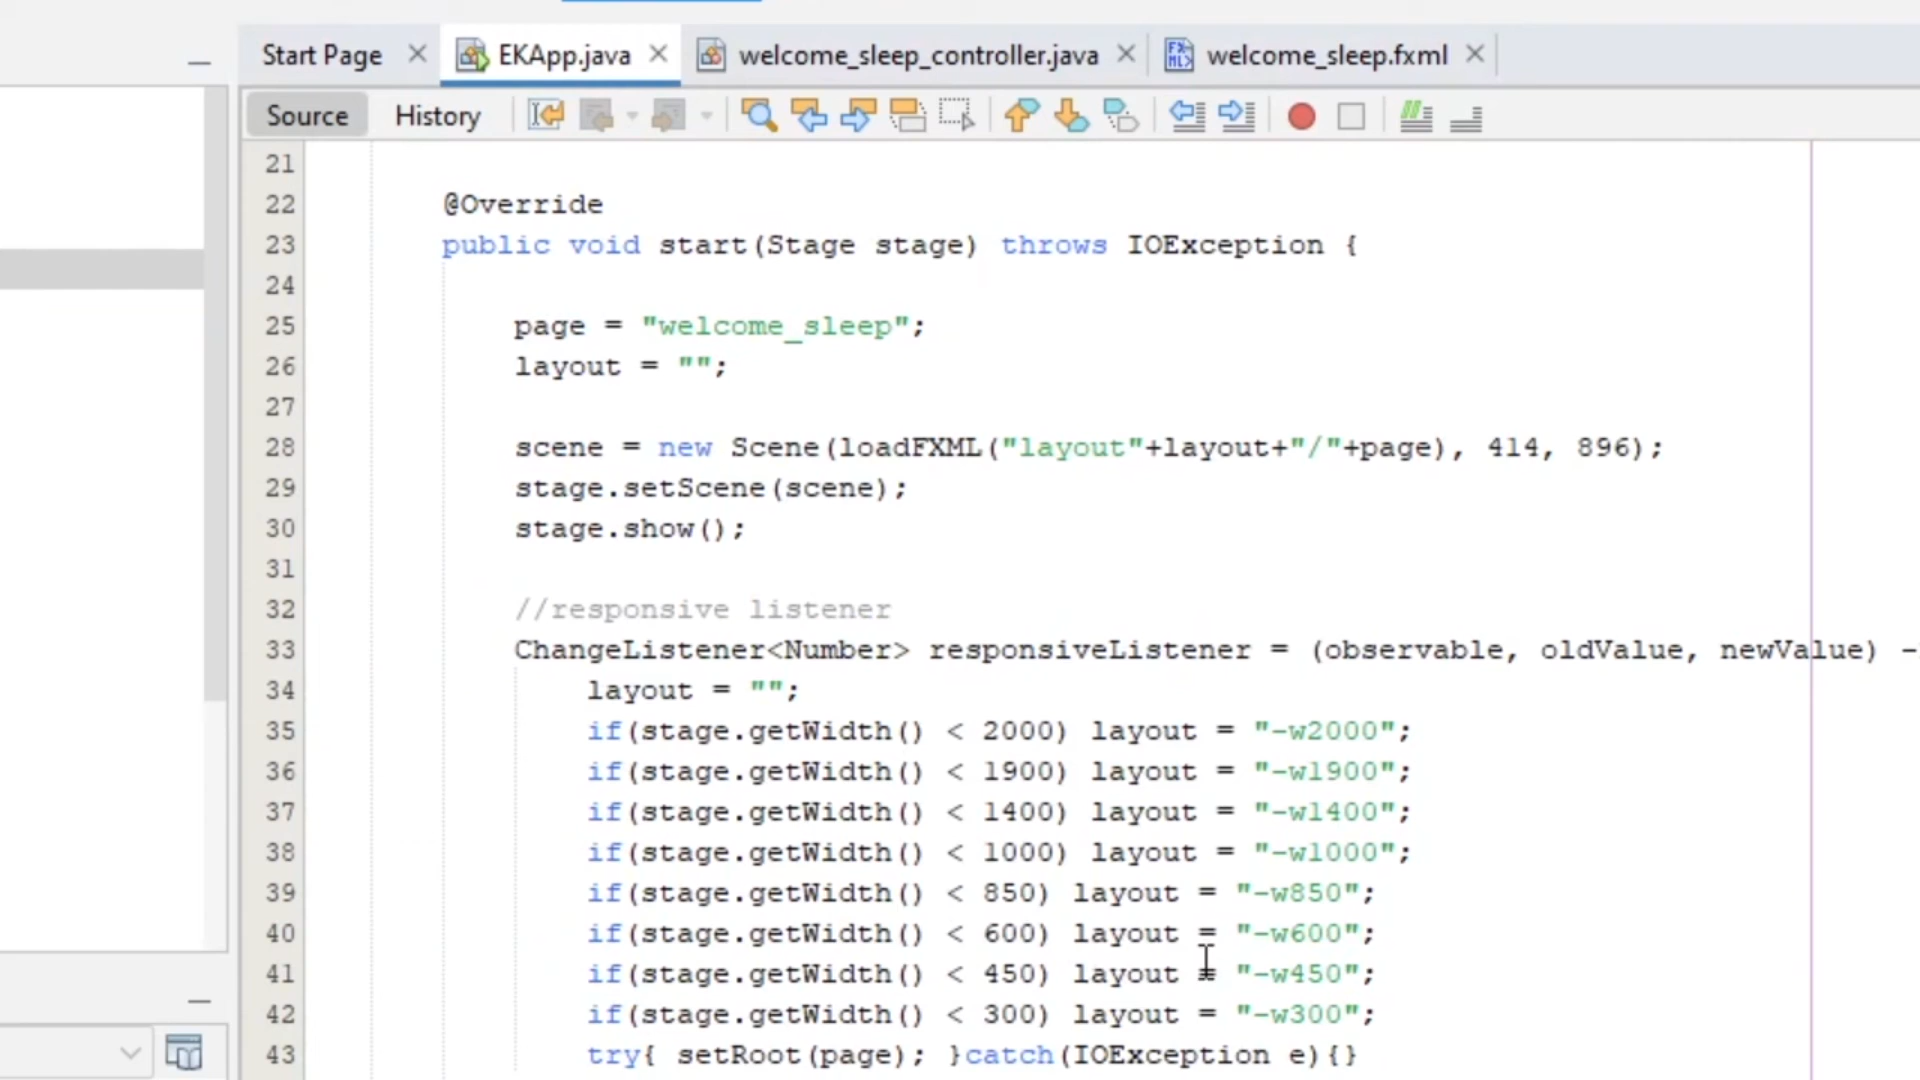 Start Page EKApp.java welcome_sleep_controller.java welcome_sleep.fxml
Source History
21
22 @Override
23 public void start(Stage stage) throws IOException {
24
25 page = "welcome_sleep";
26 layout = "";
27
28 scene = new Scene(loadFXML("layout"+layout+"/"+page), 414, 896);
29 stage.setScene(scene);
30 stage.show();
31
32 //responsive listener
33 ChangeListener<Number> responsiveListener = (observable, oldValue, newValue) -
34 layout = "";
35 if(stage.getWidth() < 2000) layout = "-w2000";
36 if(stage.getWidth() < 1900) layout = "-w1900";
37 if(stage.getWidth() < 1400) layout = "-w1400";
38 if(stage.getWidth() < 1000) layout = "-w1000";
39 if(stage.getWidth() < 850) layout = "-w850";
40 if(stage.getWidth() < 600) layout = "-w600";
41 if(stage.getWidth() < 450) layout = "-w450";
42 if(stage.getWidth() < 300) layout = "-w300";
43 try{ setRoot(page); }catch(IOException e){}